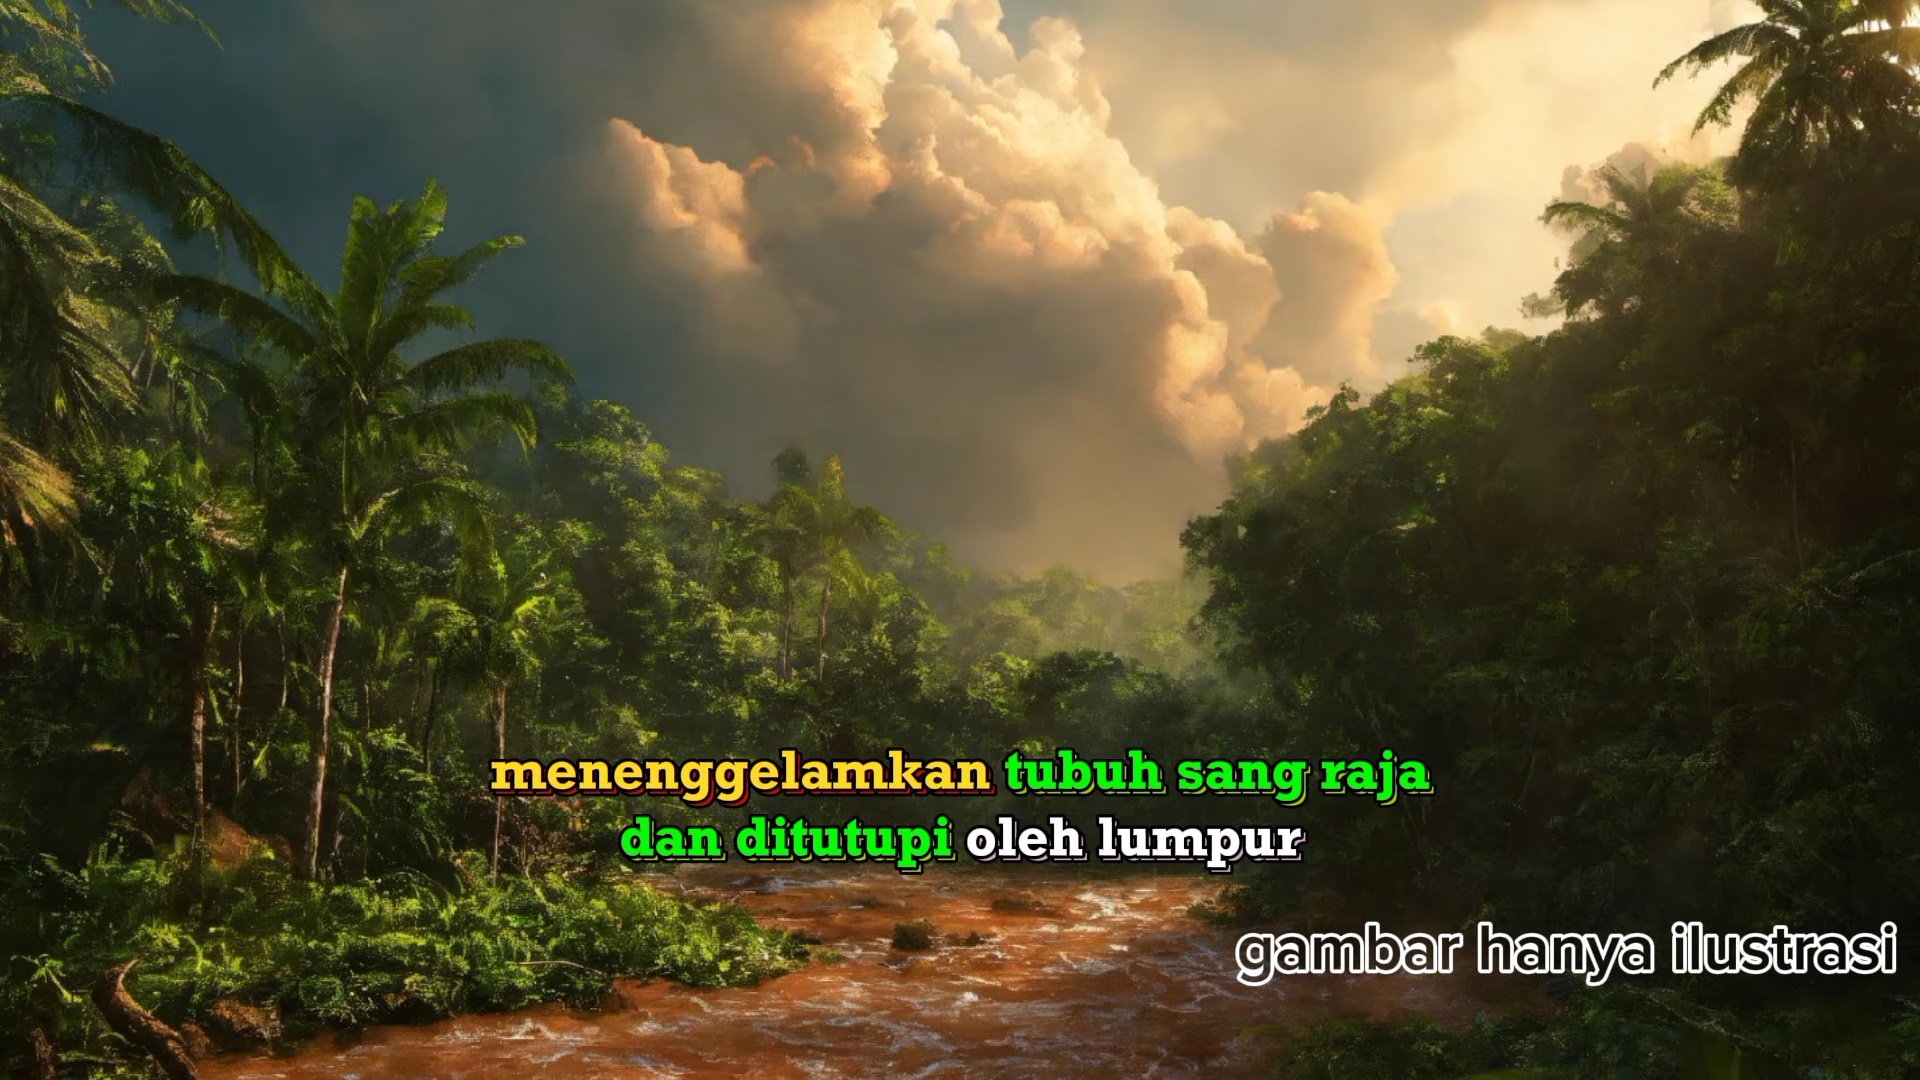 menenggelamkan tubuh sang raja
dan ditutupi oleh lumpur
gambar hanya ilustrasi